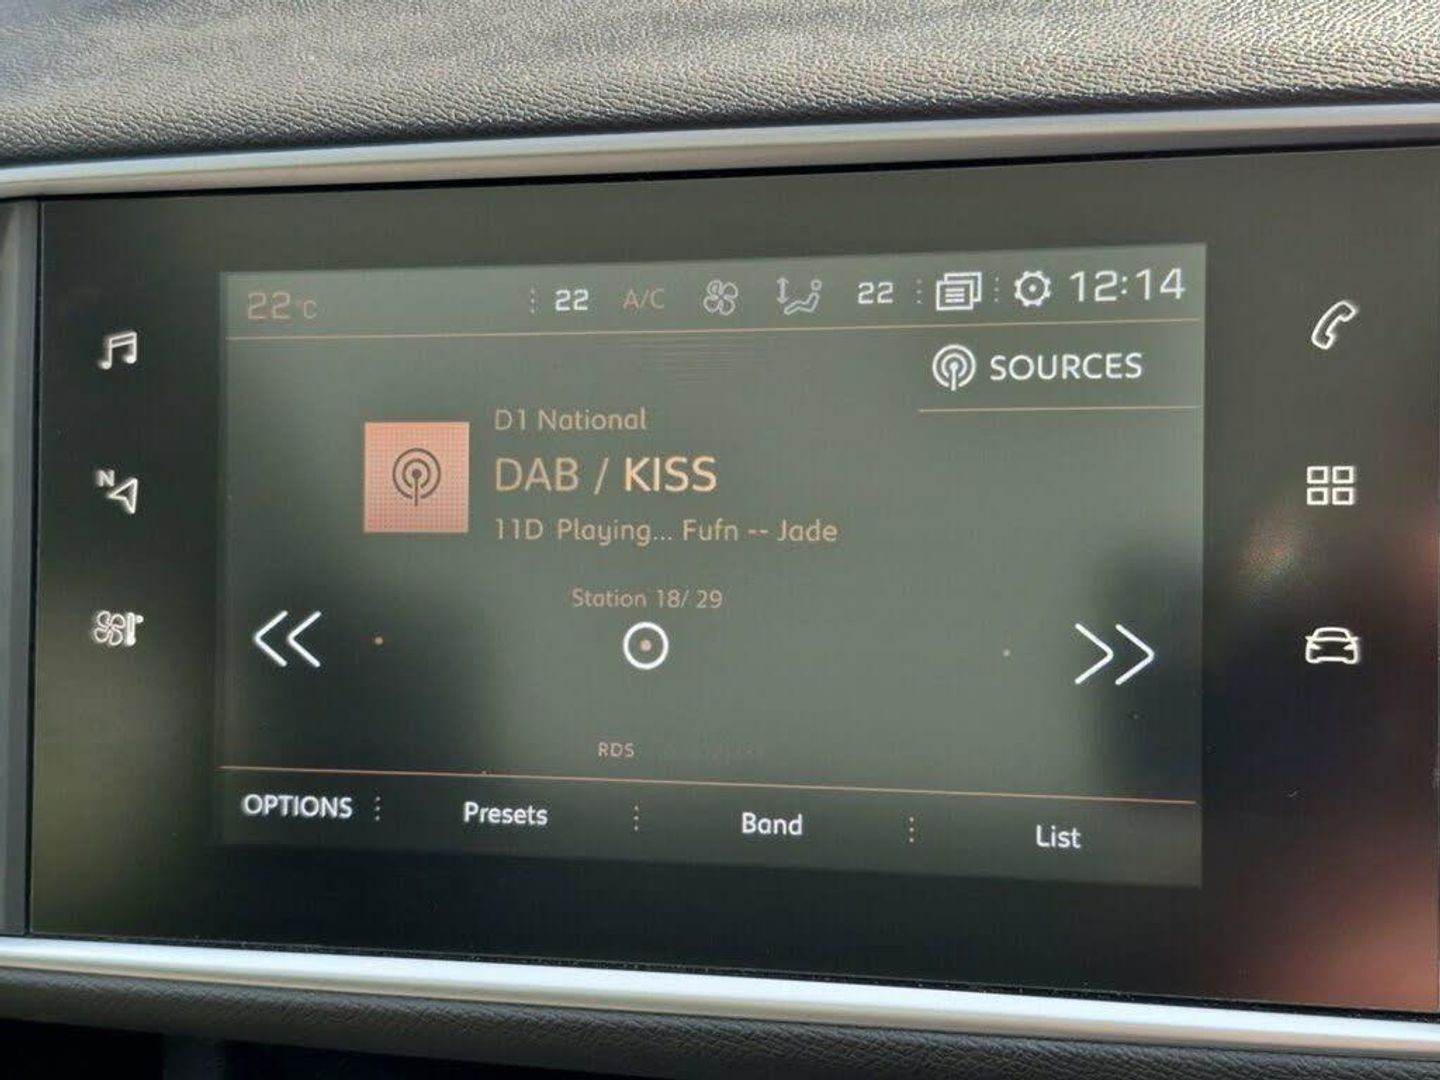 22°C 22 A/C 22 12:14
SOURCES
D1 National
DAB / KISS
11D Playing... Fufn -- Jade
Station 18/ 29
N
RDS
OPTIONS Presets Band List